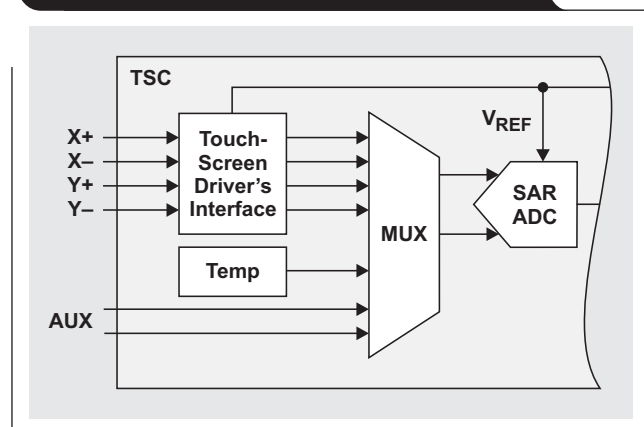 TSC
X+
X–
Y+
Y–
Touch-
Screen
Driver's
Interface
Temp
AUX
MUX
VREF
SAR
ADC